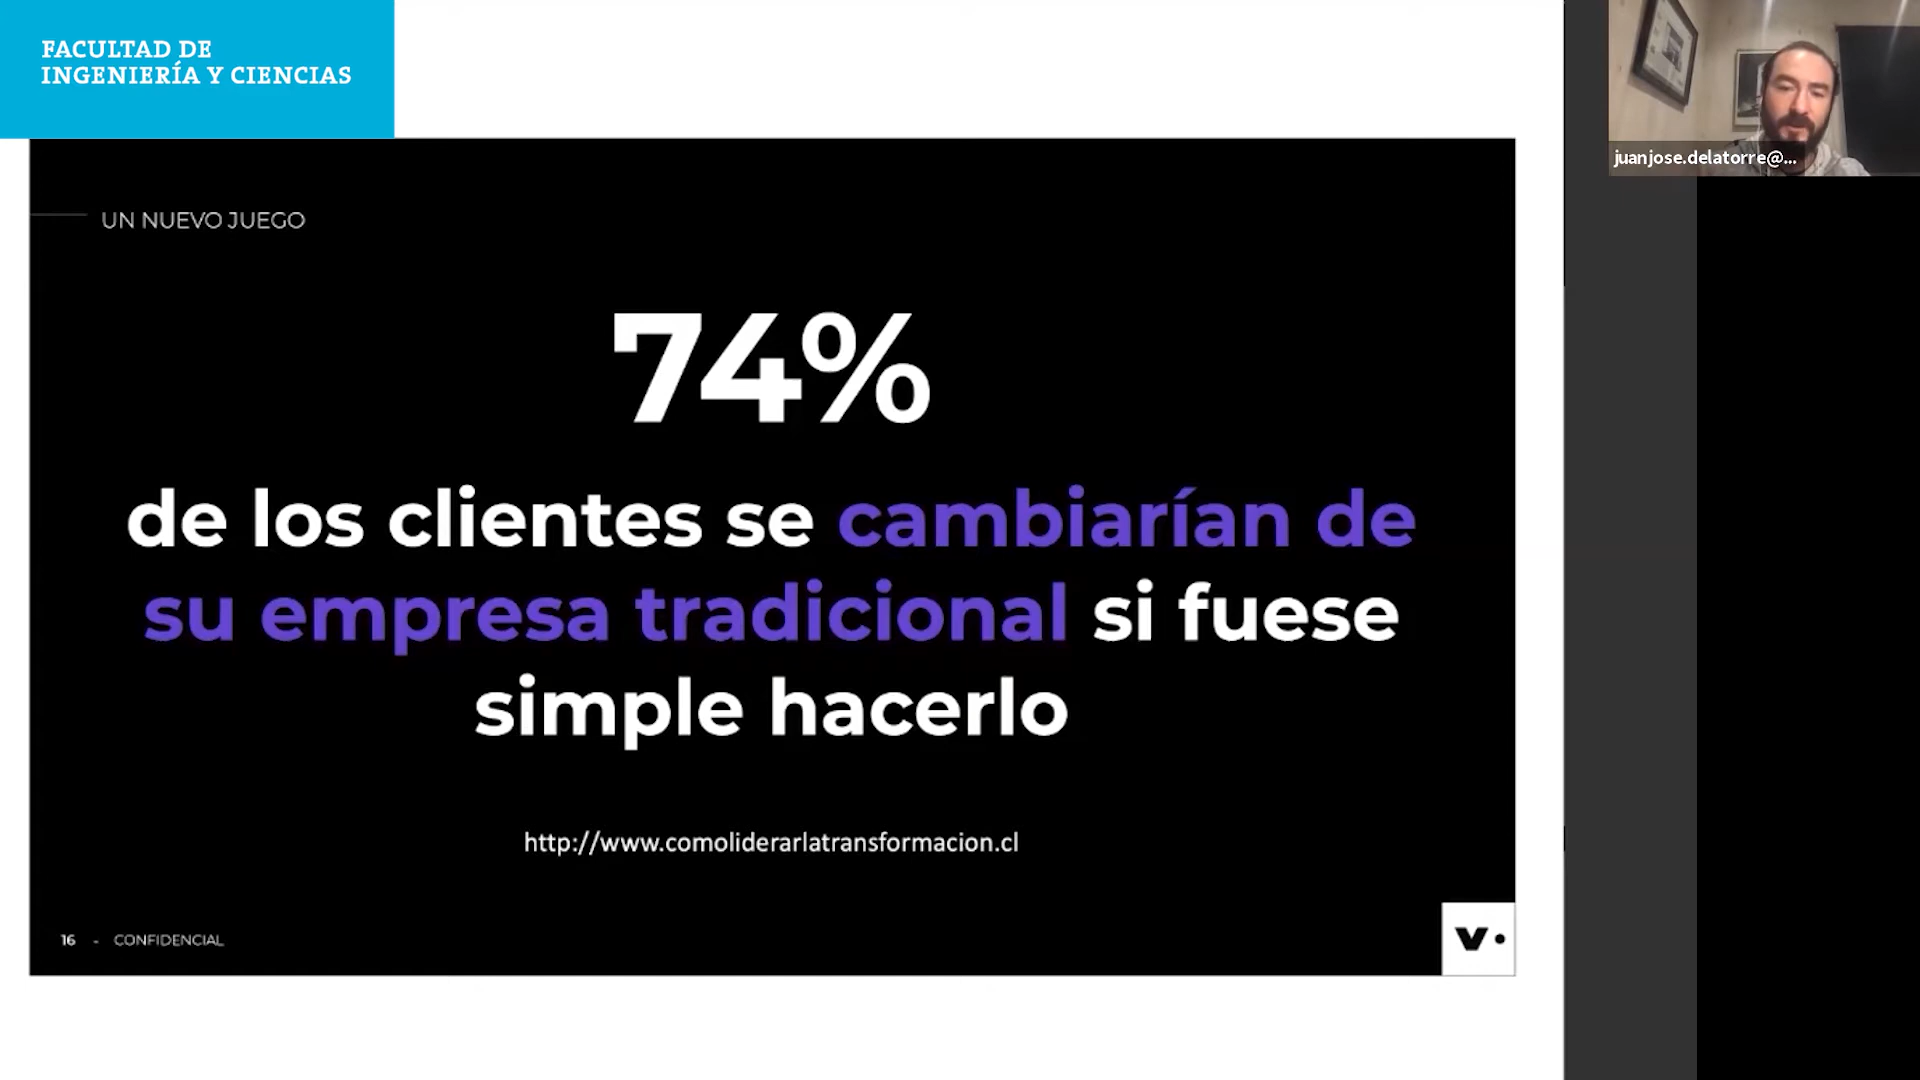 FACULTAD DE
INGENIERÍA Y CIENCIAS
juanjose.delatorre@...
UN NUEVO JUEGO
74%
de los clientes se cambiarían de
su empresa tradicional si fuese
simple hacerlo
http://www.comoliderarlatransformacion.cl
16 - CONFIDENCIAL
v.